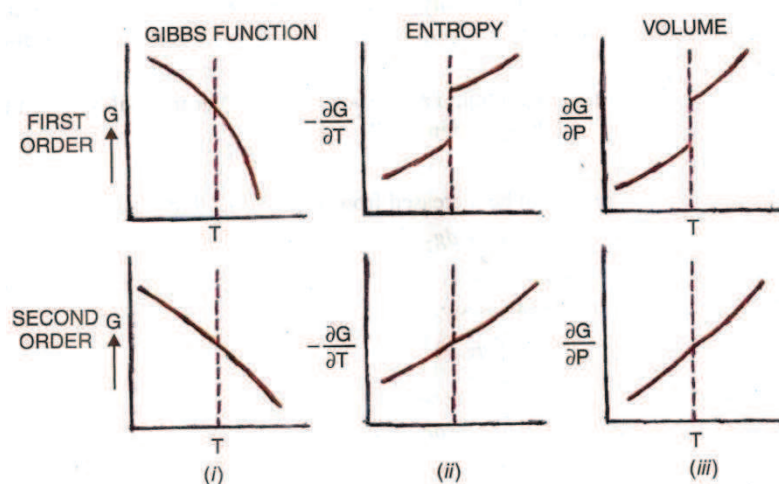 GIBBS FUNCTION ENTROPY VOLUME
FIRST
ORDER
G
− ∂G/∂T
∂G/∂P
T
T
SECOND
ORDER
G
− ∂G/∂T
∂G/∂P
T
T
(i) (ii) (iii)